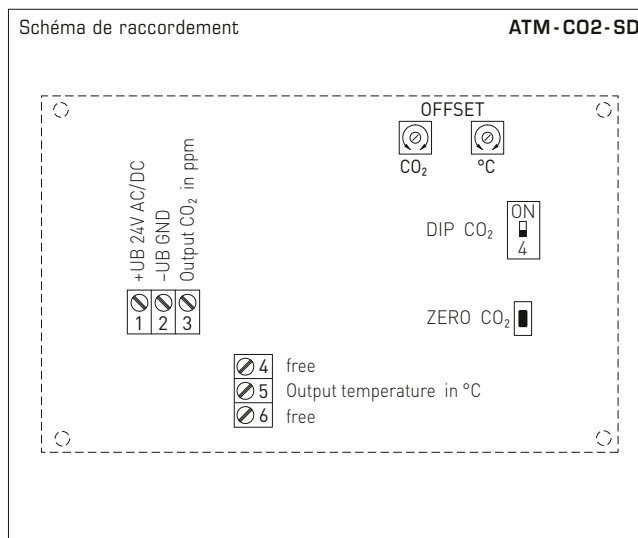 Schéma de raccordement
ATM-CO2-SD
OFFSET
CO₂
°C
+UB 24V AC/DC
–UB GND
Output CO₂ in ppm
1 2 3
DIP CO₂
ON
4
ZERO CO₂
4 free
5 Output temperature in °C
6 free